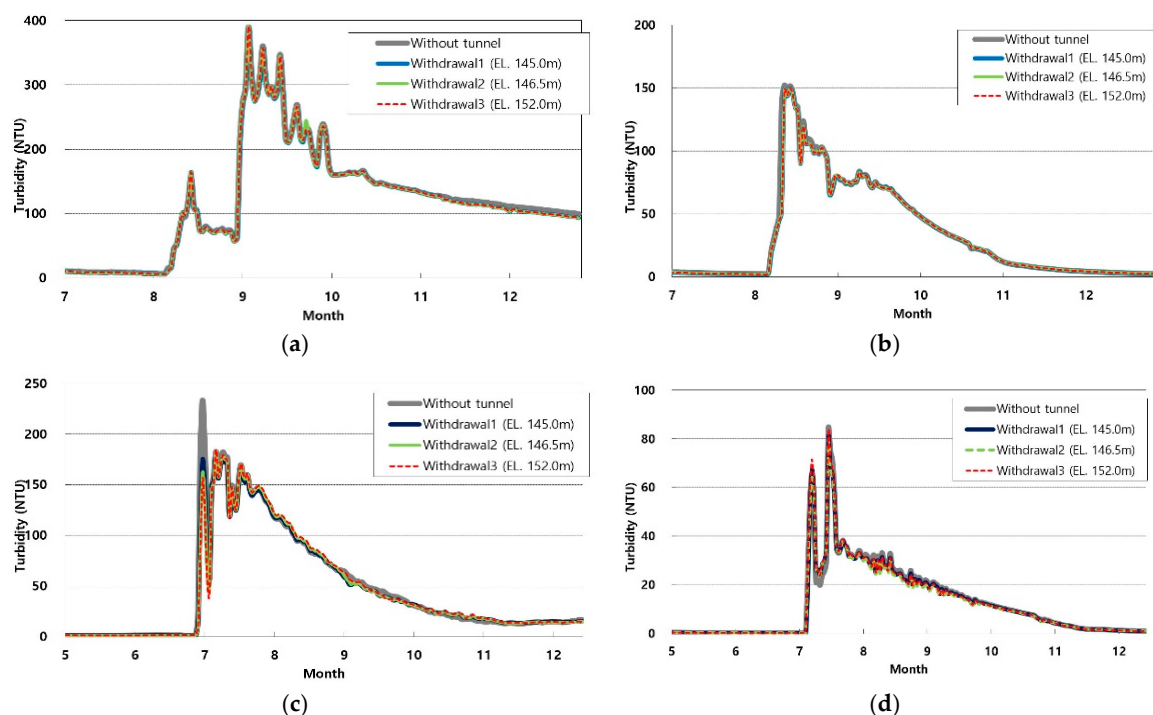 (a)
400
300
200
100
0
Turbidity (NTU)
Without tunnel
Withdrawal1 (EL. 145.0m)
Withdrawal2 (EL. 146.5m)
Withdrawal3 (EL. 152.0m)
7 8 9 10 11 12
Month
(a)
200
150
100
50
0
Turbidity (NTU)
Without tunnel
Withdrawal1 (EL. 145.0m)
Withdrawal2 (EL. 146.5m)
Withdrawal3 (EL. 152.0m)
7 8 9 10 11 12
Month
(b)
250
200
150
100
50
0
Turbidity (NTU)
Without tunnel
Withdrawal1 (EL. 145.0m)
Withdrawal2 (EL. 146.5m)
Withdrawal3 (EL. 152.0m)
5 6 7 8 9 10 11 12
Month
(c)
100
80
60
40
20
0
Turbidity (NTU)
Without tunnel
Withdrawal1 (EL. 145.0m)
Withdrawal2 (EL. 146.5m)
Withdrawal3 (EL. 152.0m)
5 6 7 8 9 10 11 12
Month
(d)